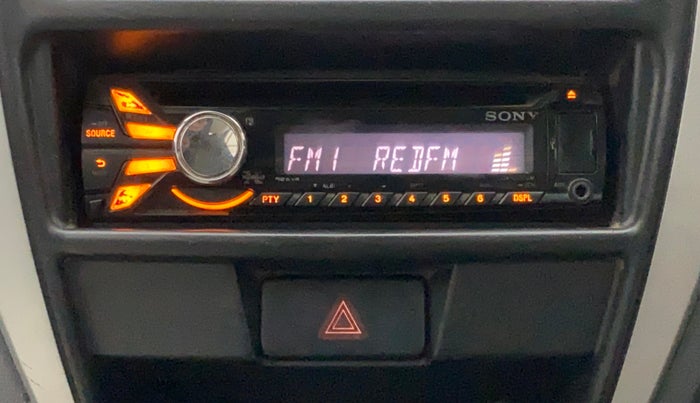 SONY
SOURCE
FM1 REDFM
PTY 1 2 3 4 5 6 DSPL